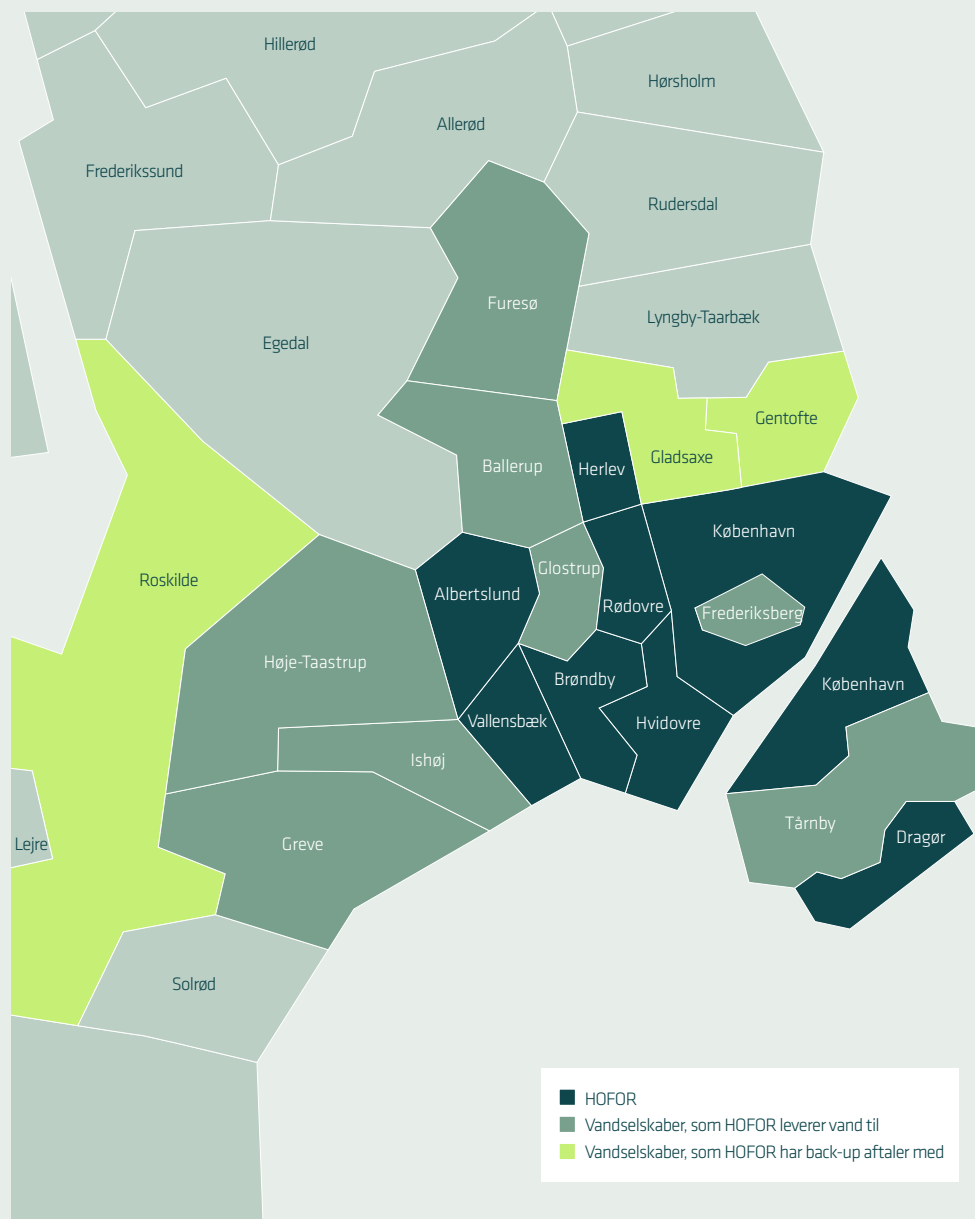 Hillerød
Hørsholm
Allerød
Frederikssund
Rudersdal
Furesø
Lyngby-Taarbæk
Egedal
Gentofte
Gladsaxe
Ballerup
Herlev
København
Glostrup
Roskilde
Albertslund
Rødovre
Frederiksberg
Høje-Taastrup
Brøndby
København
Vallensbæk
Hvidovre
Ishøj
Tårnby
Dragør
Lejre
Greve
Solrød
HOFOR
Vandselskaber, som HOFOR leverer vand til
Vandselskaber, som HOFOR har back-up aftaler med